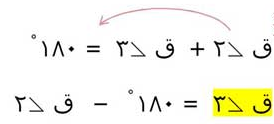 ق ∠٢ + ق ∠٣ = ١٨٠°
ق ∠٣ = ١٨٠° - ق ∠٢